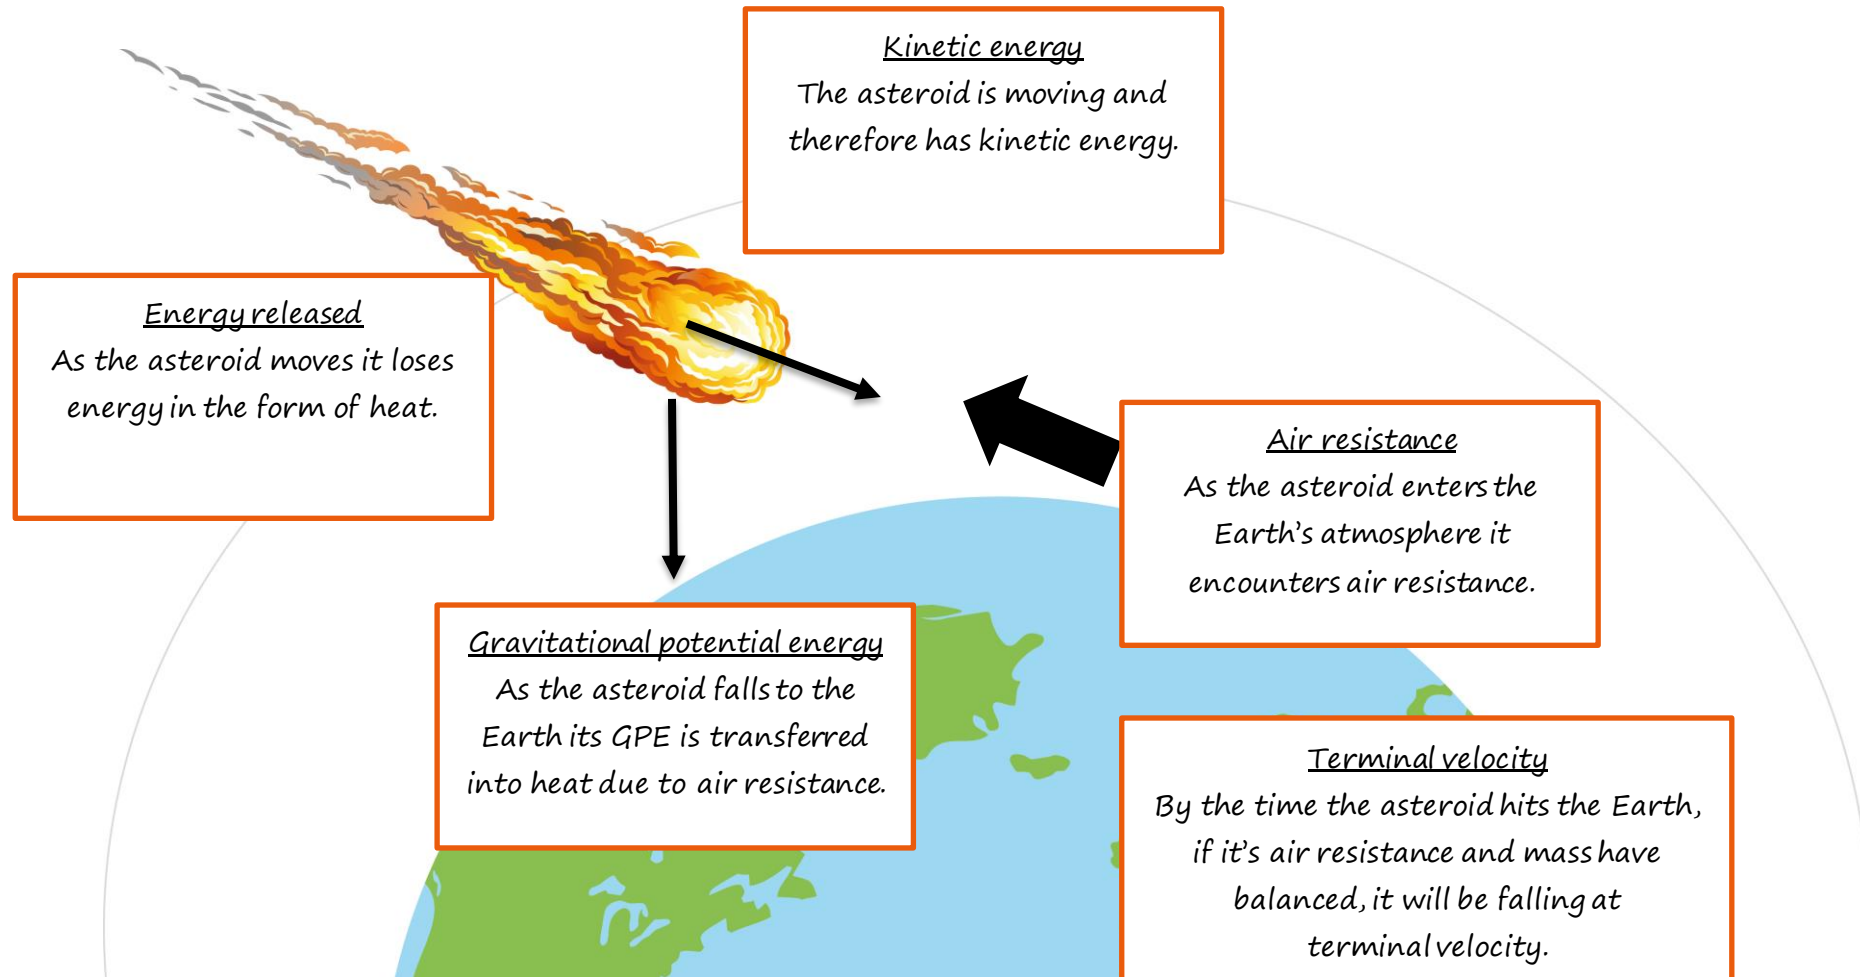 Kinetic energy
The asteroid is moving and
therefore has kinetic energy.
Energy released
As the asteroid moves it loses
energy in the form of heat.
Air resistance
As the asteroid enters the
Earth's atmosphere it
encounters air resistance.
Gravitational potential energy
As the asteroid falls to the
Earth its GPE is transferred
into heat due to air resistance.
Terminal velocity
By the time the asteroid hits the Earth,
if it's air resistance and mass have
balanced, it will be falling at
terminal velocity.